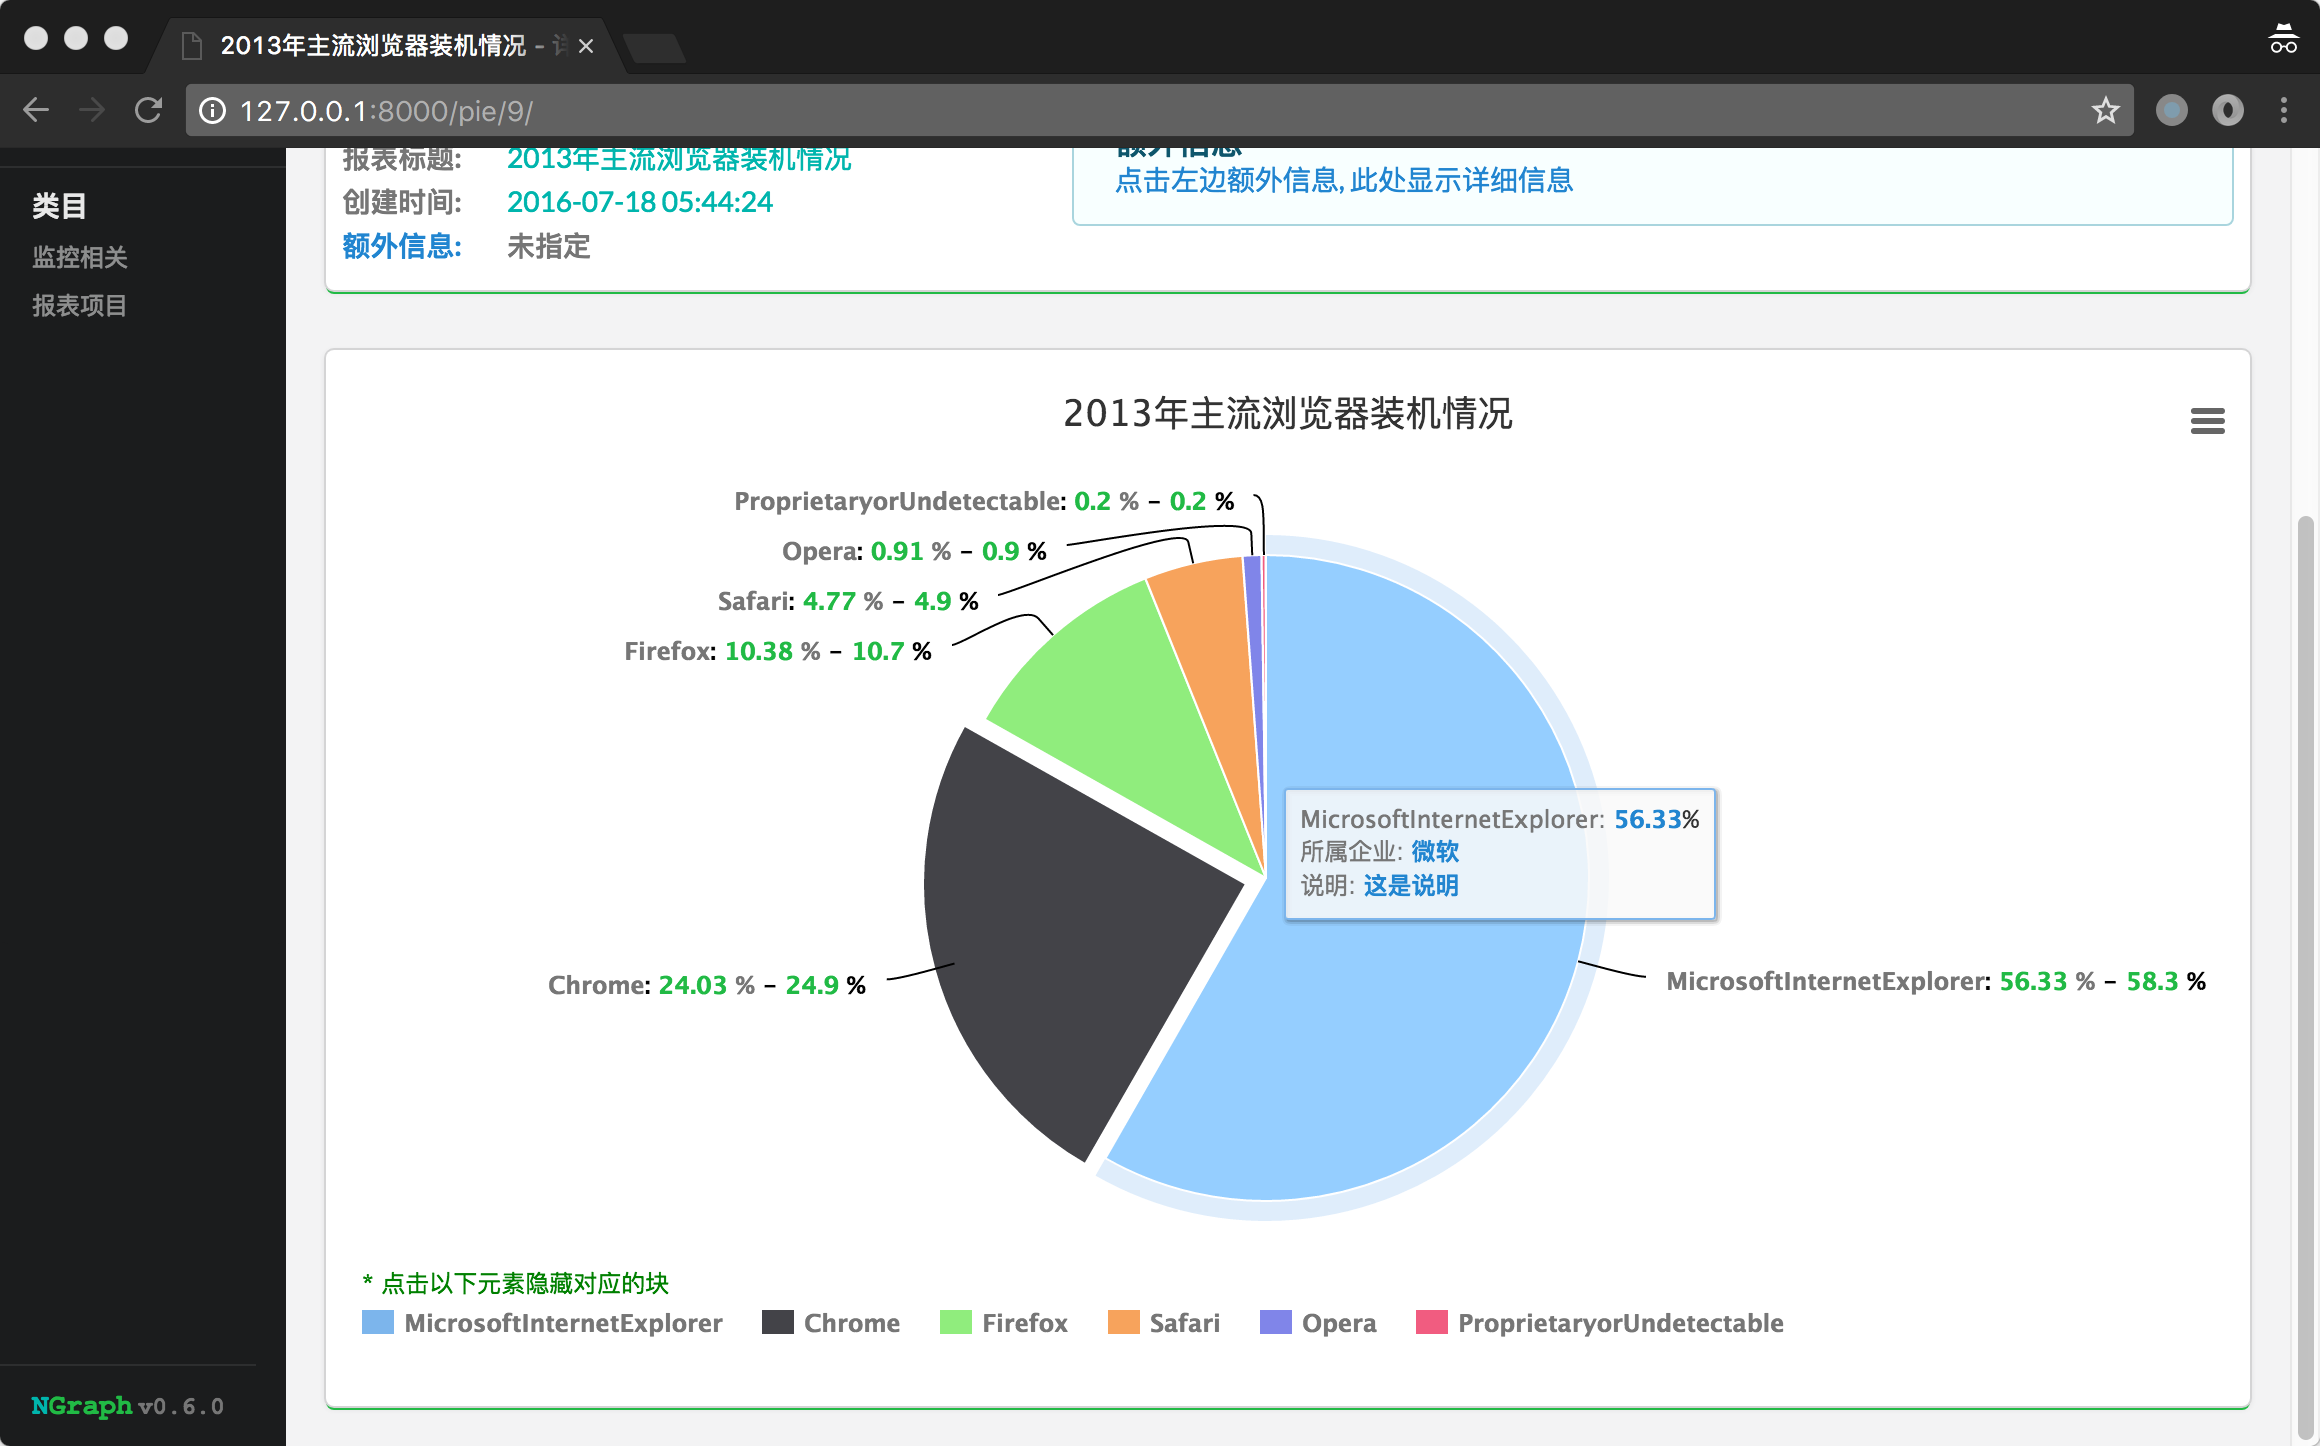 2013年主流浏览器装机情况 - 详
127.0.0.1:8000/pie/9/
类目
监控相关
报表项目
NGraph v0.6.0
报表标题: 2013年主流浏览器装机情况
创建时间: 2016-07-18 05:44:24
额外信息: 未指定
额外信息
点击左边额外信息, 此处显示详细信息
2013年主流浏览器装机情况
ProprietaryorUndetectable: 0.2 % - 0.2 %
Opera: 0.91 % - 0.9 %
Safari: 4.77 % - 4.9 %
Firefox: 10.38 % - 10.7 %
MicrosoftInternetExplorer: 56.33%
所属企业: 微软
说明: 这是说明
Chrome: 24.03 % - 24.9 %
MicrosoftInternetExplorer: 56.33 % - 58.3 %
* 点击以下元素隐藏对应的块
MicrosoftInternetExplorer Chrome Firefox Safari Opera ProprietaryorUndetectable